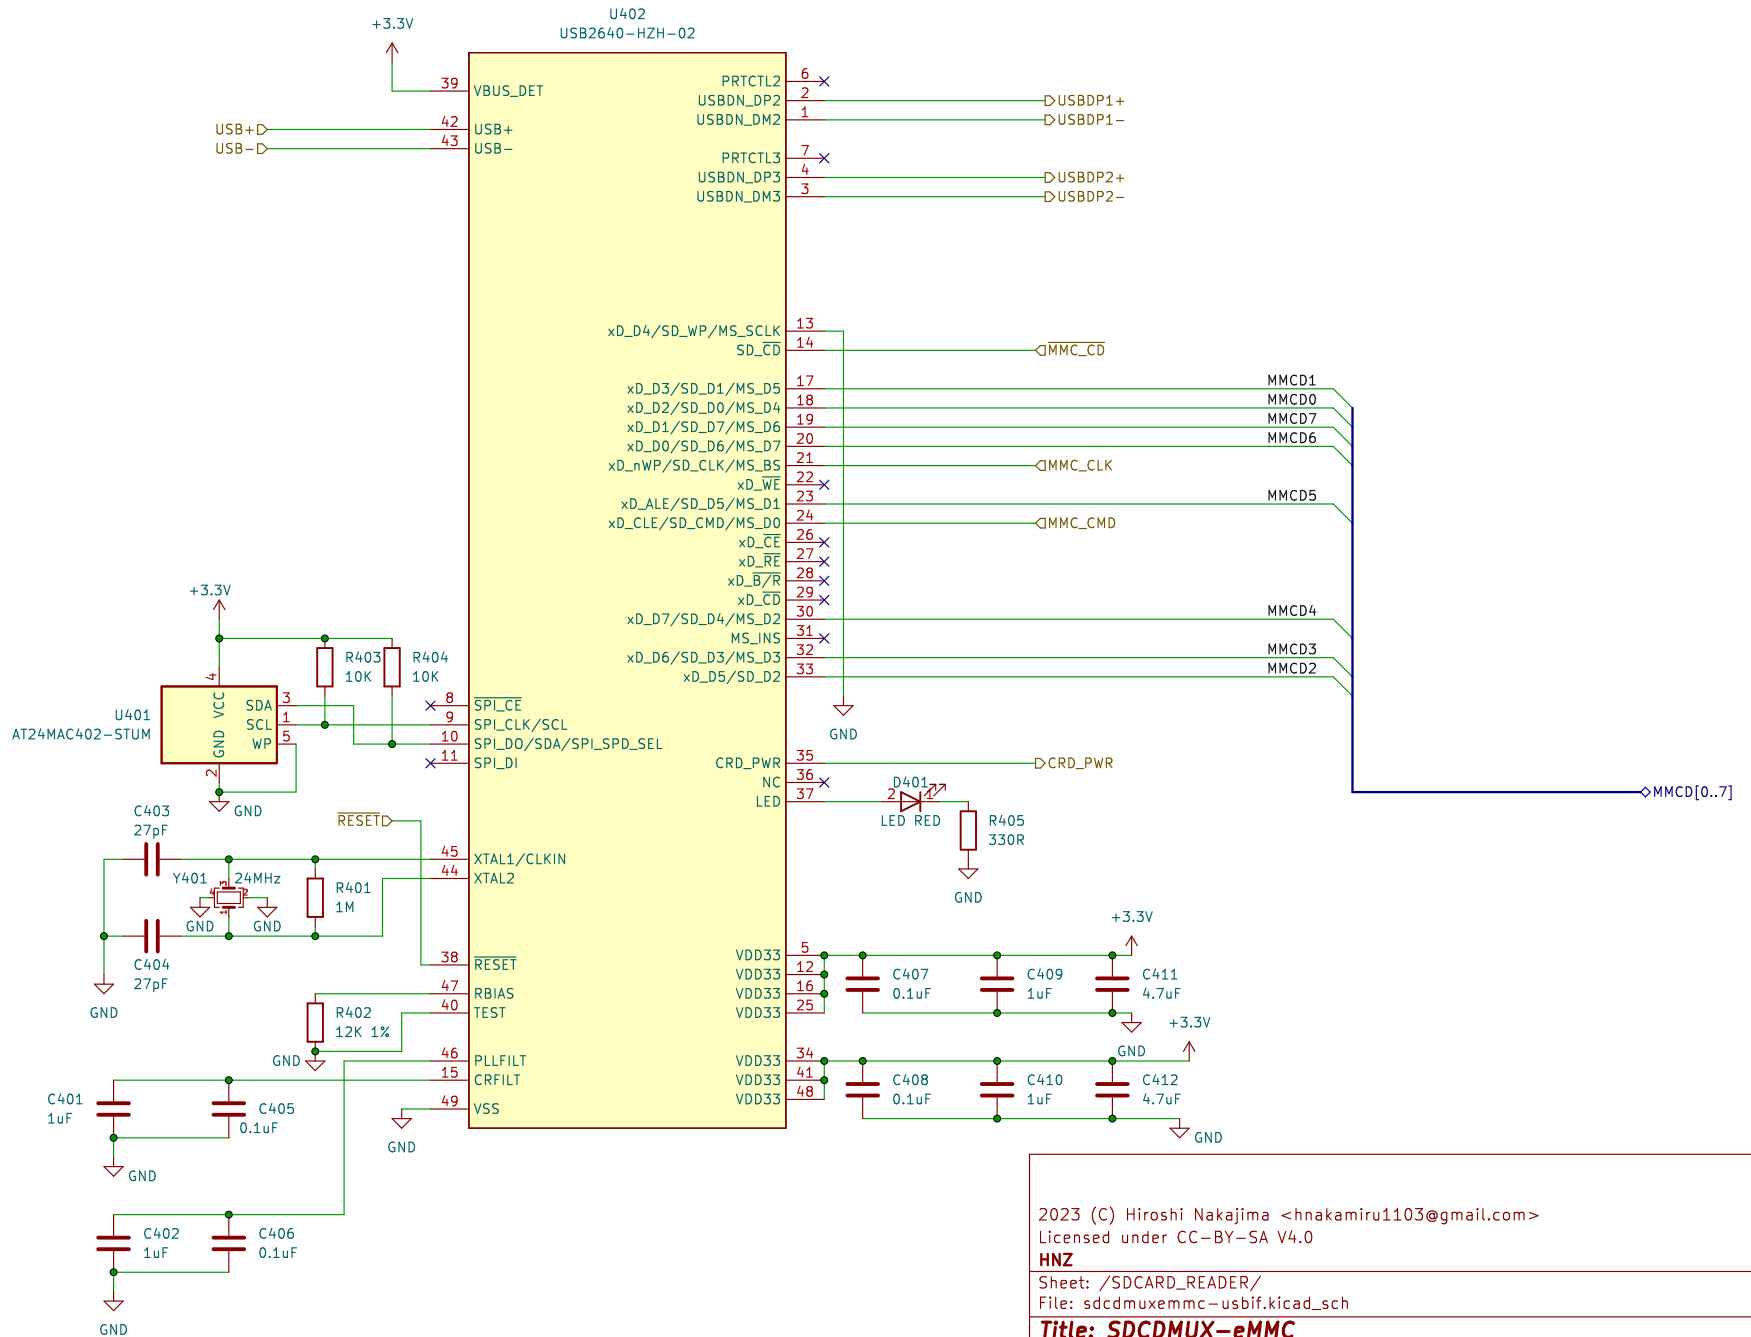 U402
USB2640-HZH-02
+3.3V
39 VBUS_DET
USB+ 42 USB+
USB- 43 USB-
PRTCTL2 6
USBDN_DP2 2 USBDP1+
USBDN_DM2 1 USBDP1-
PRTCTL3 7
USBDN_DP3 4 USBDP2+
USBDN_DM3 3 USBDP2-
xD_D4/SD_WP/MS_SCLK 13
SD_CD 14 MMC_CD
xD_D3/SD_D1/MS_D5 17 MMCD1
xD_D2/SD_D0/MS_D4 18 MMCD0
xD_D1/SD_D7/MS_D6 19 MMCD7
xD_D0/SD_D6/MS_D7 20 MMCD6
xD_nWP/SD_CLK/MS_BS 21 MMC_CLK
xD_WE 22
xD_ALE/SD_D5/MS_D1 23 MMCD5
xD_CLE/SD_CMD/MS_D0 24 MMC_CMD
xD_CE 26
xD_RE 27
xD_B/R 28
xD_CD 29
xD_D7/SD_D4/MS_D2 30 MMCD4
MS_INS 31
xD_D6/SD_D3/MS_D3 32 MMCD3
xD_D5/SD_D2 33 MMCD2
GND
+3.3V
R403
10K
R404
10K
U401
AT24MAC402-STUM
4 VCC
SDA 3
SCL 1
WP 5
GND 2
GND
8 SPI_CE
9 SPI_CLK/SCL
10 SPI_DO/SDA/SPI_SPD_SEL
11 SPI_DI
CRD_PWR 35 CRD_PWR
NC 36
LED 37
D401
2 1
LED RED
R405
330R
GND
MMCD[0..7]
C403
27pF
RESET
45 XTAL1/CLKIN
44 XTAL2
Y401 24MHz
3
4 2
1
GND GND
R401
1M
C404
27pF
GND
38 RESET
47 RBIAS
40 TEST
R402
12K 1%
GND
46 PLLFILT
15 CRFILT
49 VSS
GND
C401
1uF
C405
0.1uF
GND
C402
1uF
C406
0.1uF
GND
VDD33 5
VDD33 12
VDD33 16
VDD33 25
+3.3V
C407
0.1uF
C409
1uF
C411
4.7uF
GND
+3.3V
VDD33 34
VDD33 41
VDD33 48
C408
0.1uF
C410
1uF
C412
4.7uF
GND
2023 (C) Hiroshi Nakajima <hnakamiru1103@gmail.com>
Licensed under CC-BY-SA V4.0
HNZ
Sheet: /SDCARD_READER/
File: sdcdmuxemmc-usbif.kicad_sch
Title: SDCDMUX-eMMC